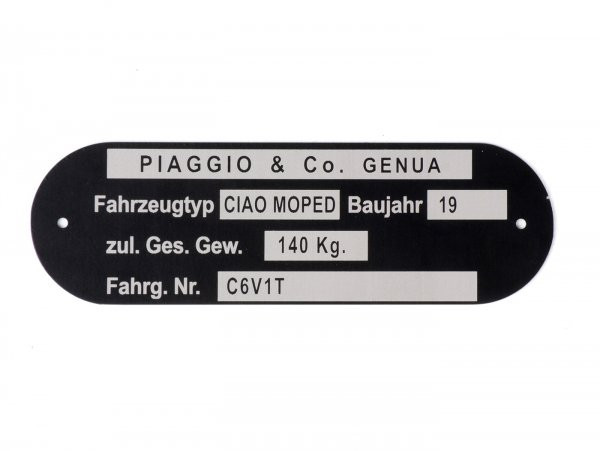 PIAGGIO & Co. GENUA
Fahrzeugtyp CIAO MOPED Baujahr 19
zul. Ges. Gew. 140 Kg.
Fahrg. Nr. C6V1T